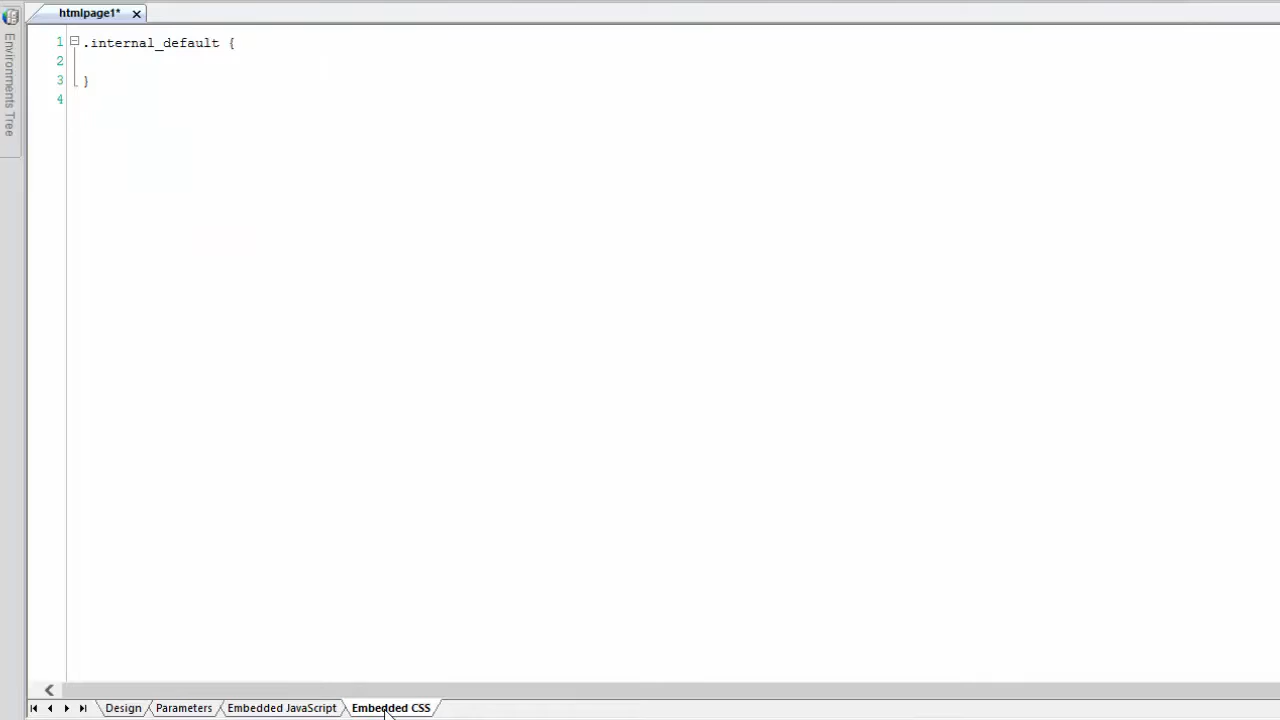 htmlpage1*
Environments Tree
1 .internal_default {
2
3 }
4
Design Parameters Embedded JavaScript Embedded CSS